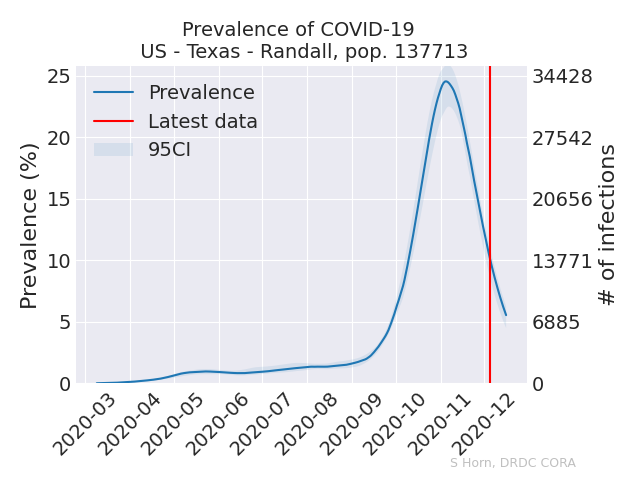 Prevalence of COVID-19
US - Texas - Randall, pop. 137713
Prevalence (%)
25
20
15
10
5
0
Prevalence
Latest data
95CI
34428
27542
20656
13771
6885
0
# of infections
2020-03
2020-04
2020-05
2020-06
2020-07
2020-08
2020-09
2020-10
2020-11
2020-12
S Horn, DRDC CORA